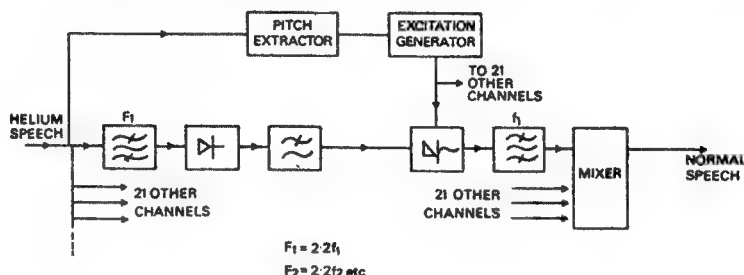 PITCH
EXTRACTOR
EXCITATION
GENERATOR
TO 21
OTHER
CHANNELS
HELIUM
SPEECH
F1
f1
MIXER
NORMAL
SPEECH
21 OTHER
CHANNELS
21 OTHER
CHANNELS
F1 = 2·2f1
F2 = 2·2f2 etc